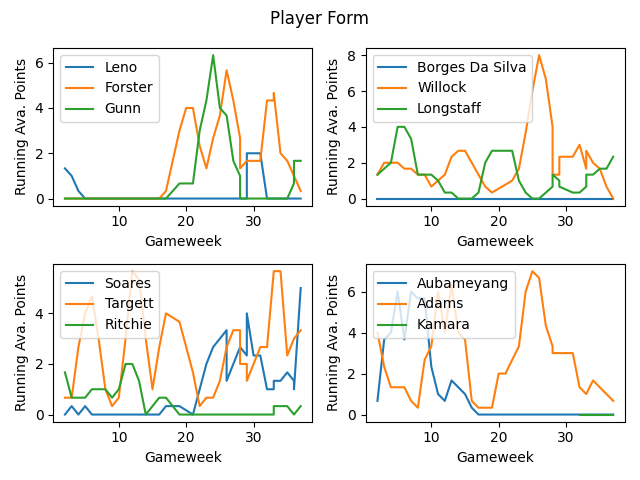 Player Form
Running Ava. Points
6
4
2
0
Leno
Forster
Gunn
10
20
30
Gameweek
Running Ava. Points
8
6
4
2
0
Borges Da Silva
Willock
Longstaff
10
20
30
Gameweek
Running Ava. Points
4
2
0
Soares
Targett
Ritchie
10
20
30
Gameweek
Running Ava. Points
6
4
2
0
Aubameyang
Adams
Kamara
10
20
30
Gameweek